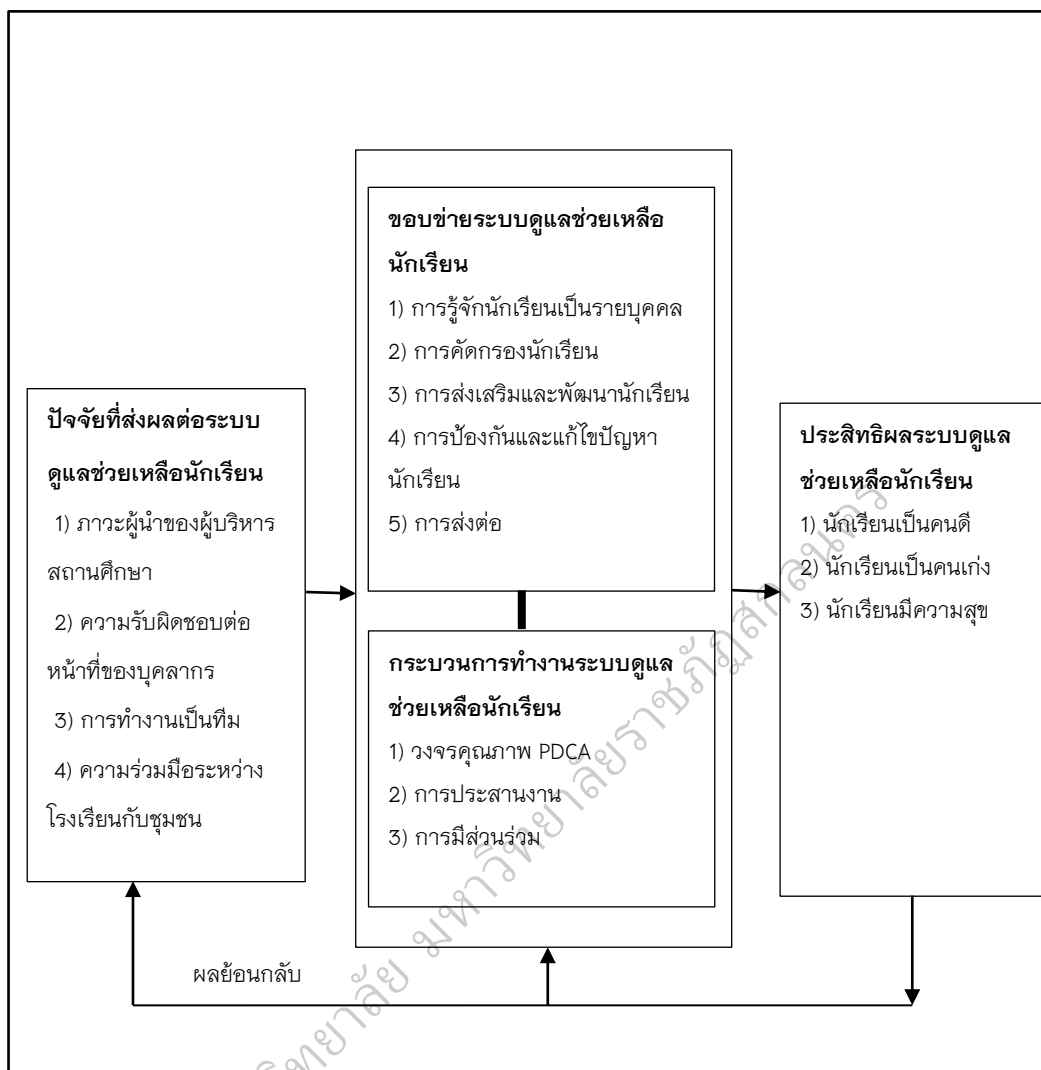 ปัจจัยที่ส่งผลต่อระบบ
ดูแลช่วยเหลือนักเรียน
1) ภาวะผู้นำของผู้บริหาร
สถานศึกษา
2) ความรับผิดชอบต่อ
หน้าที่ของบุคลากร
3) การทำงานเป็นทีม
4) ความร่วมมือระหว่าง
โรงเรียนกับชุมชน
ขอบข่ายระบบดูแลช่วยเหลือ
นักเรียน
1) การรู้จักนักเรียนเป็นรายบุคคล
2) การคัดกรองนักเรียน
3) การส่งเสริมและพัฒนานักเรียน
4) การป้องกันและแก้ไขปัญหา
นักเรียน
5) การส่งต่อ
กระบวนการทำงานระบบดูแล
ช่วยเหลือนักเรียน
1) วงจรคุณภาพ PDCA
2) การประสานงาน
3) การมีส่วนร่วม
ประสิทธิผลระบบดูแล
ช่วยเหลือนักเรียน
1) นักเรียนเป็นคนดี
2) นักเรียนเป็นคนเก่ง
3) นักเรียนมีความสุข
ผลย้อนกลับ
มหาวิทยาลัยราชภัฏสกลนคร